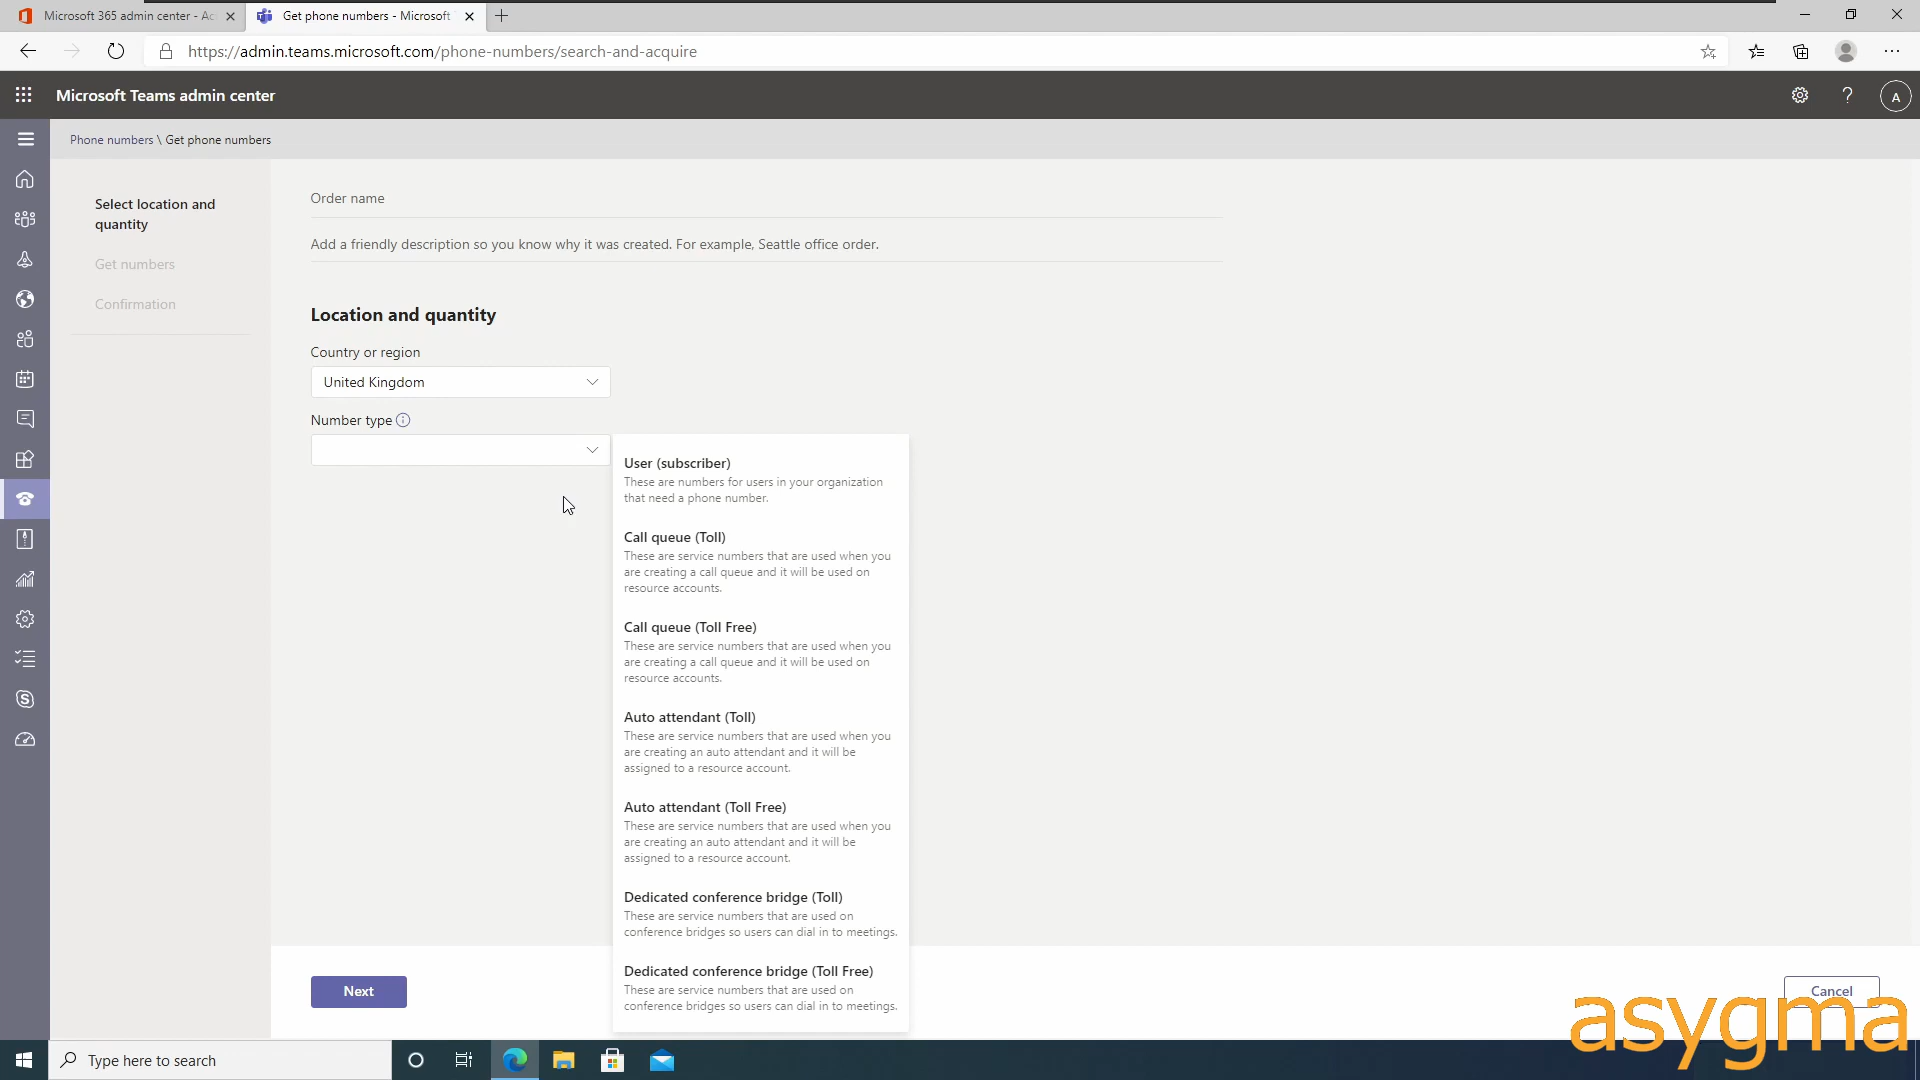 Microsoft 365 admin center - Ac
Get phone numbers - Microsoft
https://admin.teams.microsoft.com/phone-numbers/search-and-acquire
Microsoft Teams admin center
A
Phone numbers \ Get phone numbers
Select location and
quantity
Get numbers
Confirmation
Order name
Add a friendly description so you know why it was created. For example, Seattle office order.
Location and quantity
Country or region
United Kingdom
Number type
User (subscriber)
These are numbers for users in your organization
that need a phone number.
Call queue (Toll)
These are service numbers that are used when you
are creating a call queue and it will be used on
resource accounts.
Call queue (Toll Free)
These are service numbers that are used when you
are creating a call queue and it will be used on
resource accounts.
Auto attendant (Toll)
These are service numbers that are used when you
are creating an auto attendant and it will be
assigned to a resource account.
Auto attendant (Toll Free)
These are service numbers that are used when you
are creating an auto attendant and it will be
assigned to a resource account.
Dedicated conference bridge (Toll)
These are service numbers that are used on
conference bridges so users can dial in to meetings.
Dedicated conference bridge (Toll Free)
These are service numbers that are used on
conference bridges so users can dial in to meetings.
Next
Cancel
asygma
Type here to search